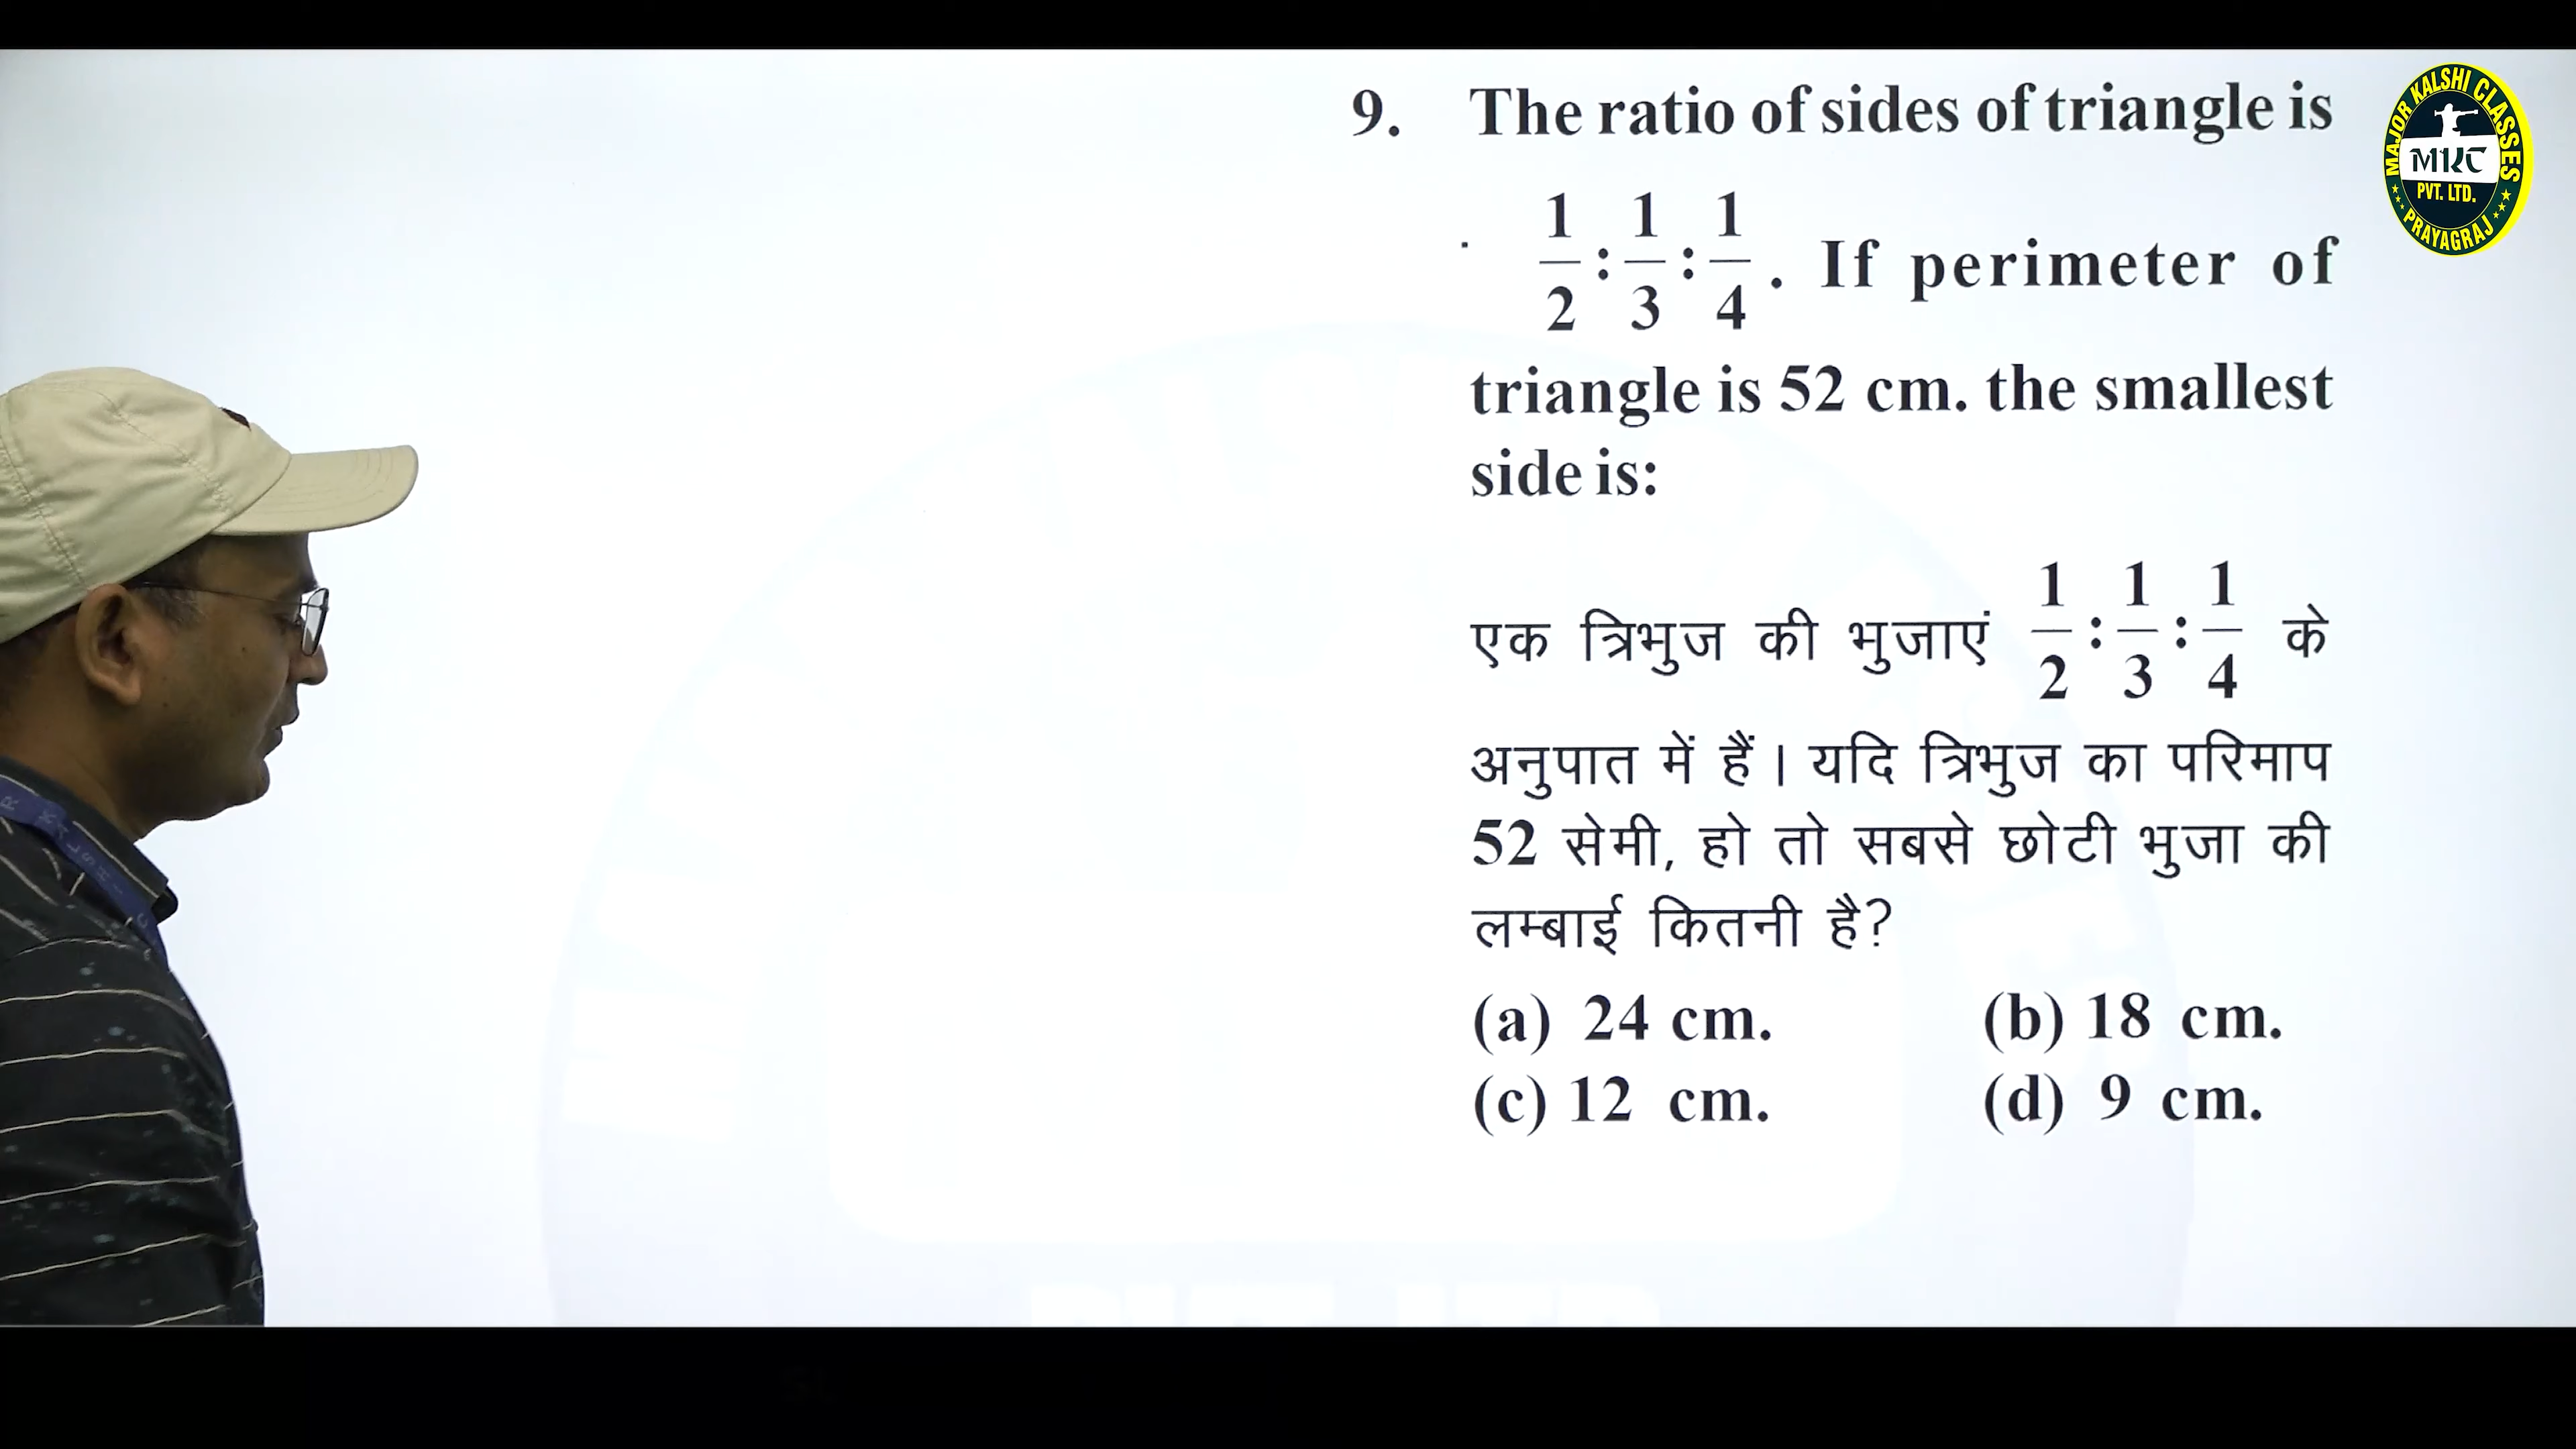 9. The ratio of sides of triangle is
1/2 : 1/3 : 1/4 . If perimeter of
triangle is 52 cm. the smallest
side is:
एक त्रिभुज की भुजाएं 1/2 : 1/3 : 1/4 के
अनुपात में हैं। यदि त्रिभुज का परिमाप
52 सेमी, हो तो सबसे छोटी भुजा की
लम्बाई कितनी है?
(a) 24 cm. (b) 18 cm.
(c) 12 cm. (d) 9 cm.
MAJOR KALSHI CLASSES
MKC
PVT. LTD.
PRAYAGRAJ